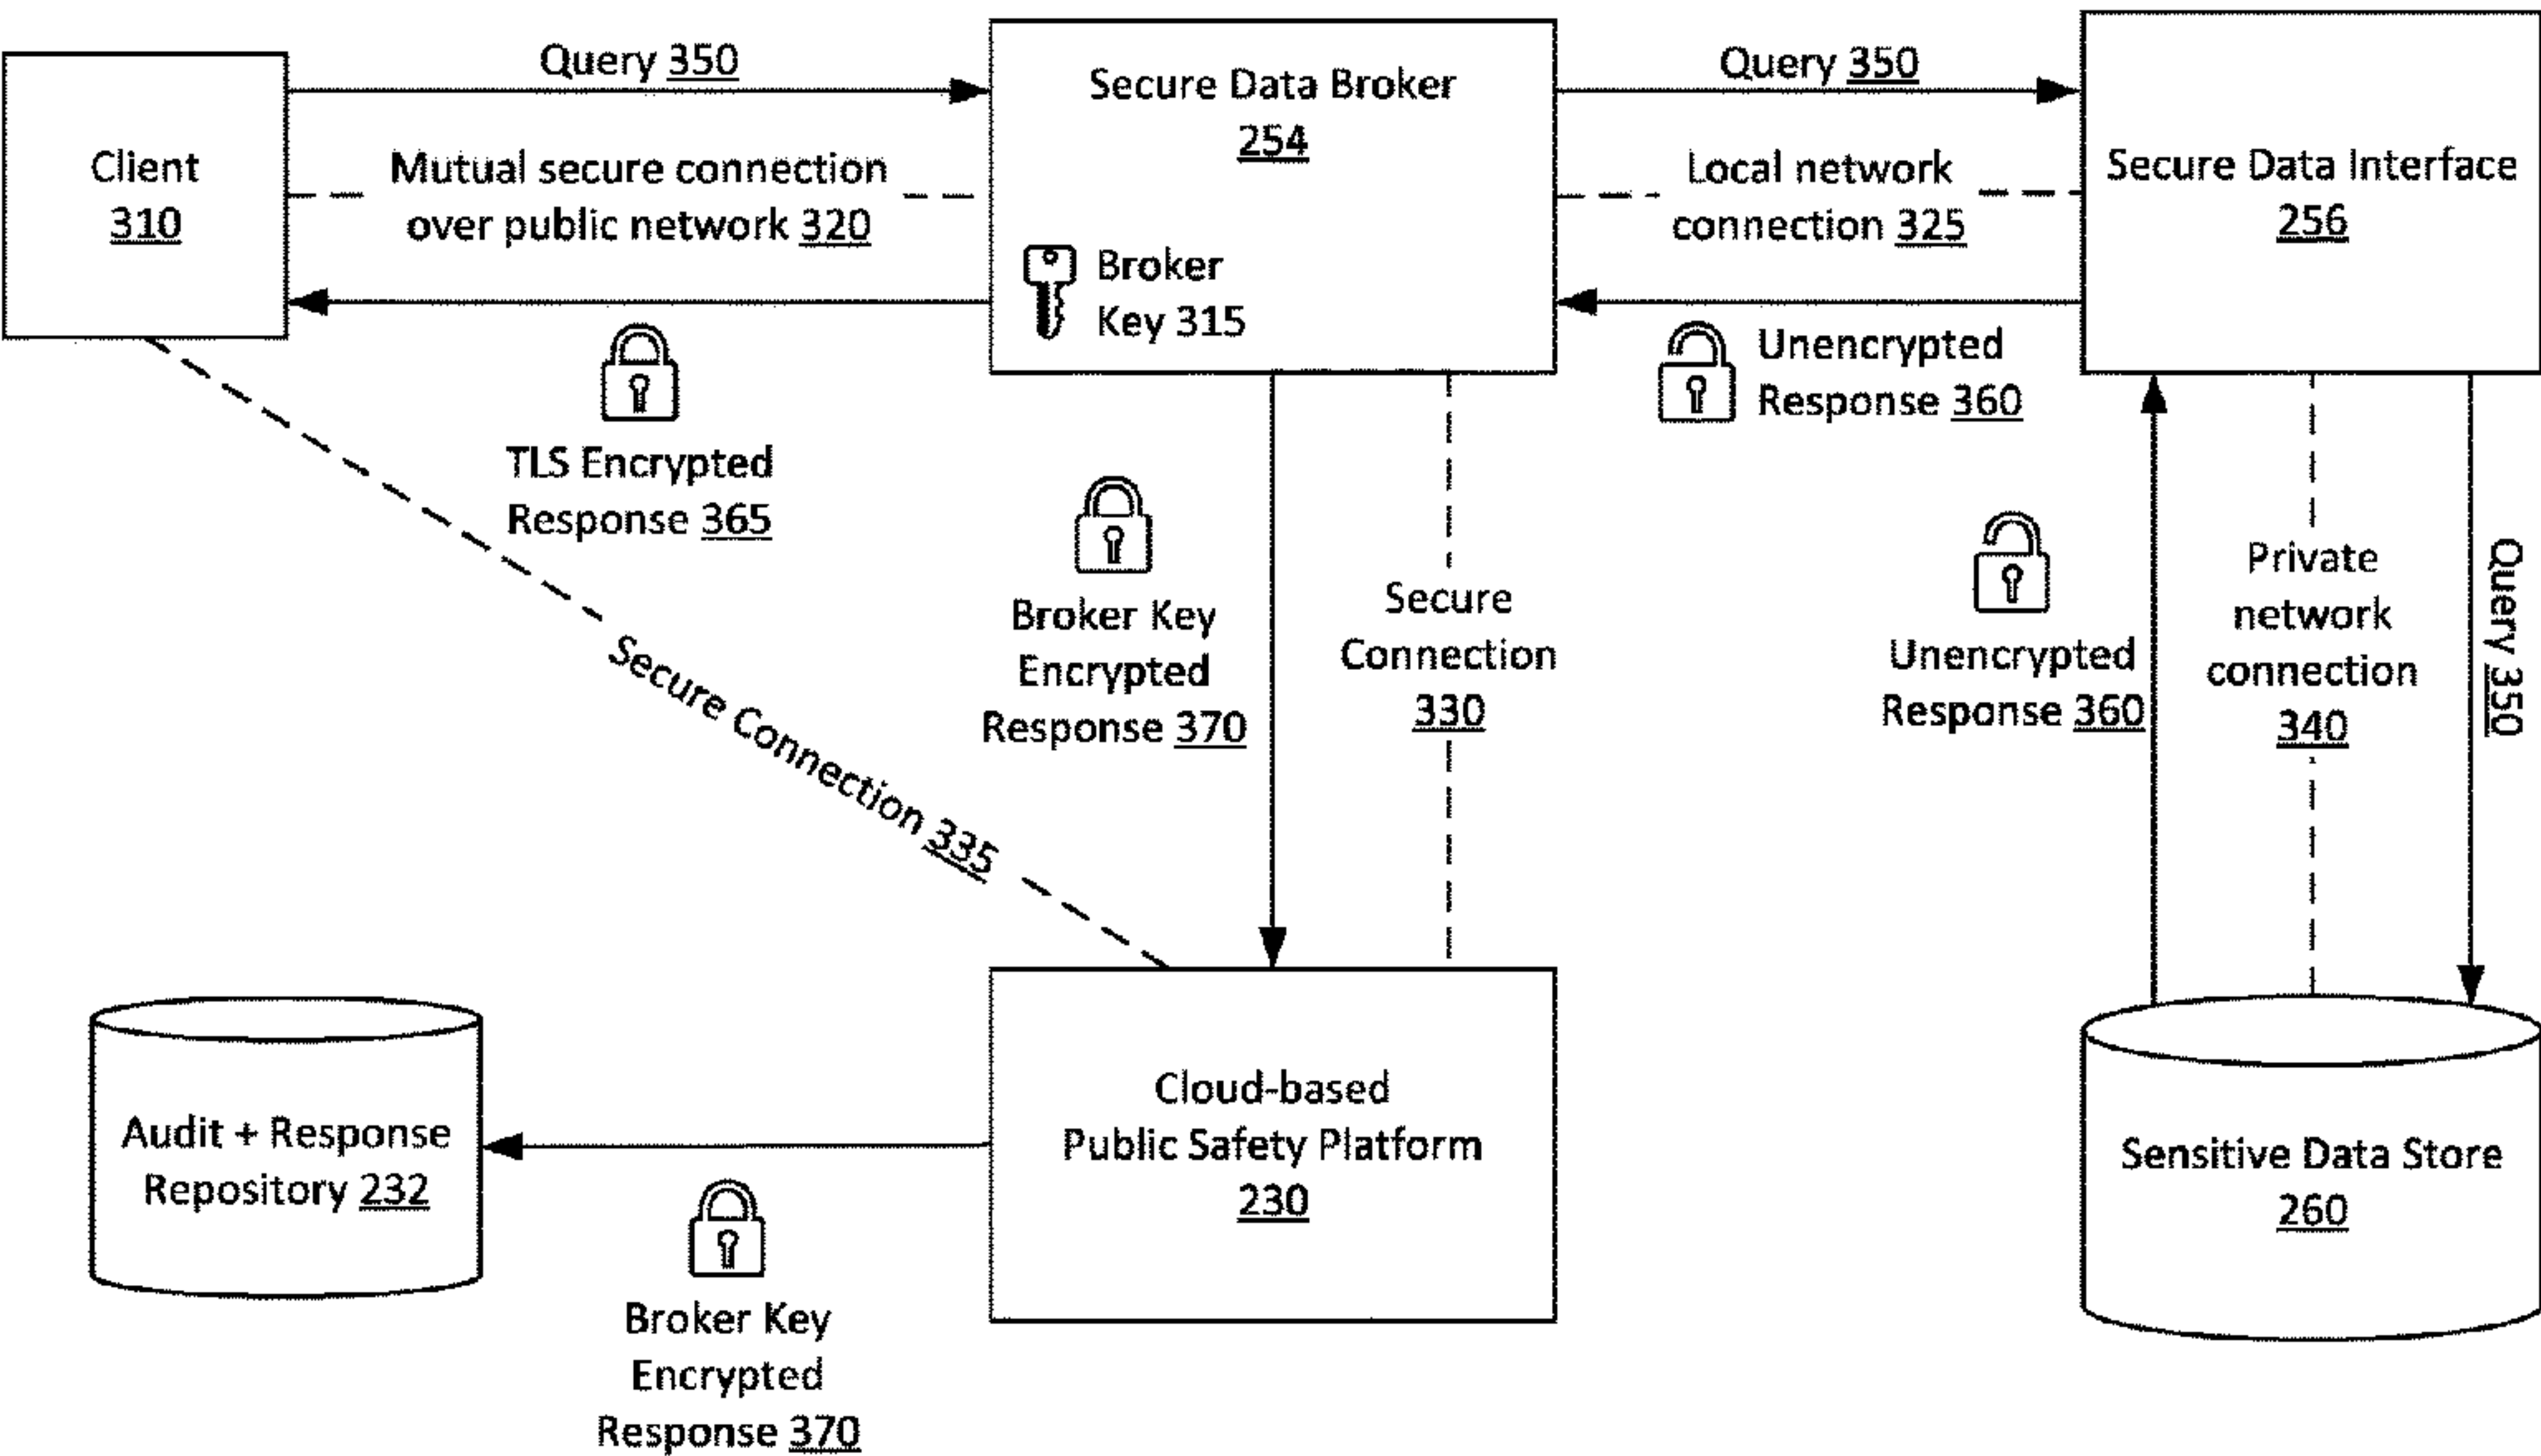 Query 350
Client
310
Mutual secure connection
over public network 320
TLS Encrypted
Response 365
Secure Data Broker
254
Broker
Key 315
Query 350
Local network
connection 325
Unencrypted
Response 360
Secure Data Interface
256
Broker Key
Encrypted
Response 370
Secure
Connection
330
Secure Connection 335
Unencrypted
Response 360
Private
network
connection
340
Query 350
Audit + Response
Repository 232
Broker Key
Encrypted
Response 370
Cloud-based
Public Safety Platform
230
Sensitive Data Store
260